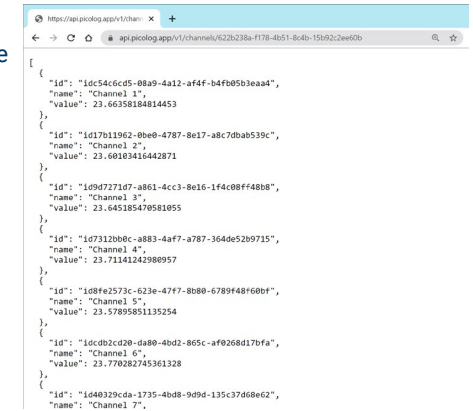 https://api.picolog.app/v1/chann
api.picolog.app/v1/channels/622b238a-f178-4b51-8c4b-15b92c2ee60b
e
[
{
"id": "idc54c6cd5-08a9-4a12-af4f-b4fb05b3eaa4",
"name": "Channel 1",
"value": 23.66358184814453
},
{
"id": "id17b11962-0be0-4787-8e17-a8c7dbab539c",
"name": "Channel 2",
"value": 23.60103416442871
},
{
"id": "id9d7271d7-a861-4cc3-8e16-1f4c08ff48b8",
"name": "Channel 3",
"value": 23.645185470581055
},
{
"id": "id7312bb0c-a883-4af7-a787-364de52b9715",
"name": "Channel 4",
"value": 23.71141242980957
},
{
"id": "id8fe2573c-623e-47f7-8b80-6789f48f60bf",
"name": "Channel 5",
"value": 23.57895851135254
},
{
"id": "idcdb2cd20-da80-4bd2-865c-af0268d17bfa",
"name": "Channel 6",
"value": 23.770282745361328
},
{
"id": "id40329cda-1735-4bd8-9d9d-135c37d68e62",
"name": "Channel 7",